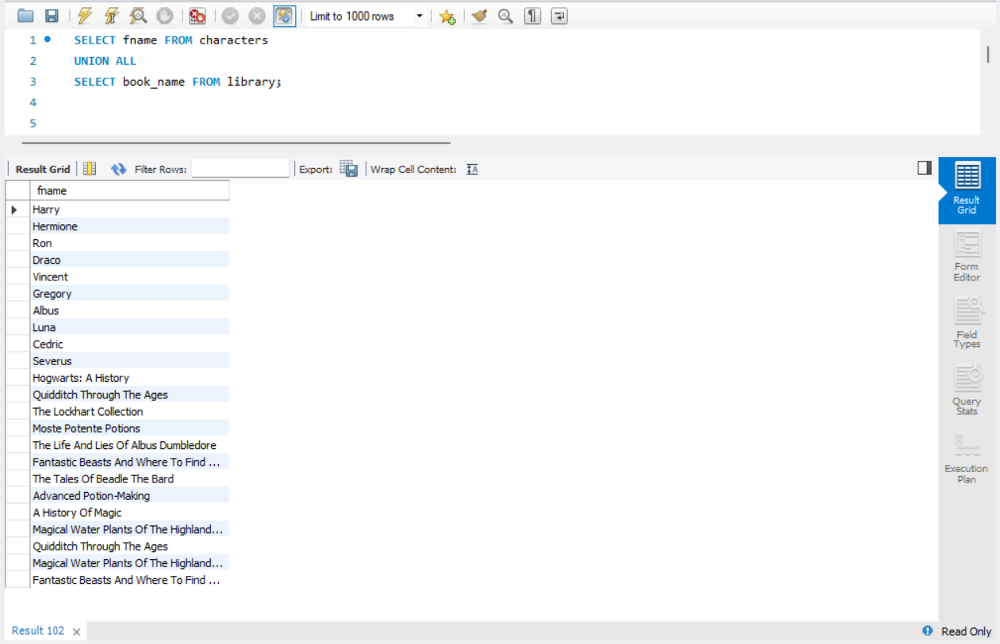 Limit to 1000 rows
1 SELECT fname FROM characters
2 UNION ALL
3 SELECT book_name FROM library;
4
5
Result Grid Filter Rows: Export: Wrap Cell Content:
fname
Harry
Hermione
Ron
Draco
Vincent
Gregory
Albus
Luna
Cedric
Severus
Hogwarts: A History
Quidditch Through The Ages
The Lockhart Collection
Moste Potente Potions
The Life And Lies Of Albus Dumbledore
Fantastic Beasts And Where To Find ...
The Tales Of Beadle The Bard
Advanced Potion-Making
A History Of Magic
Magical Water Plants Of The Highland...
Quidditch Through The Ages
Magical Water Plants Of The Highland...
Fantastic Beasts And Where To Find ...
Result
Grid
Form
Editor
Field
Types
Query
Stats
Execution
Plan
Result 102
Read Only